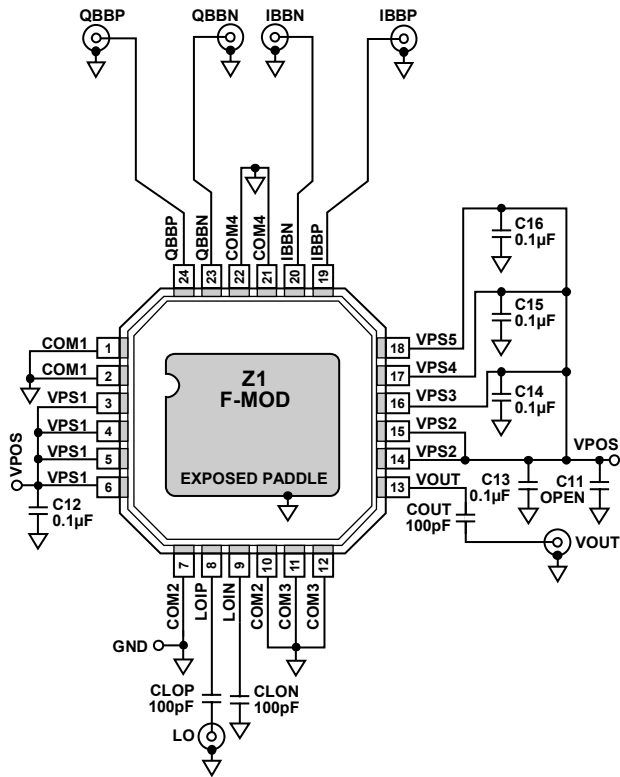 QBBP QBBN IBBN IBBP
QBBP QBBN COM4 COM4 IBBN IBBP
24 23 22 21 20 19
C16
0.1µF
C15
0.1µF
C14
0.1µF
COM1 1
COM1 2
VPS1 3
VPS1 4
VPS1 5
VPS1 6
VPOS
C12
0.1µF
Z1
F-MOD
EXPOSED PADDLE
18 VPS5
17 VPS4
16 VPS3
15 VPS2
14 VPS2
13 VOUT
VPOS
C13
0.1µF
C11
OPEN
COUT
100pF
VOUT
7 8 9 10 11 12
COM2 LOIP LOIN COM2 COM3 COM3
GND
CLOP
100pF
CLON
100pF
LO